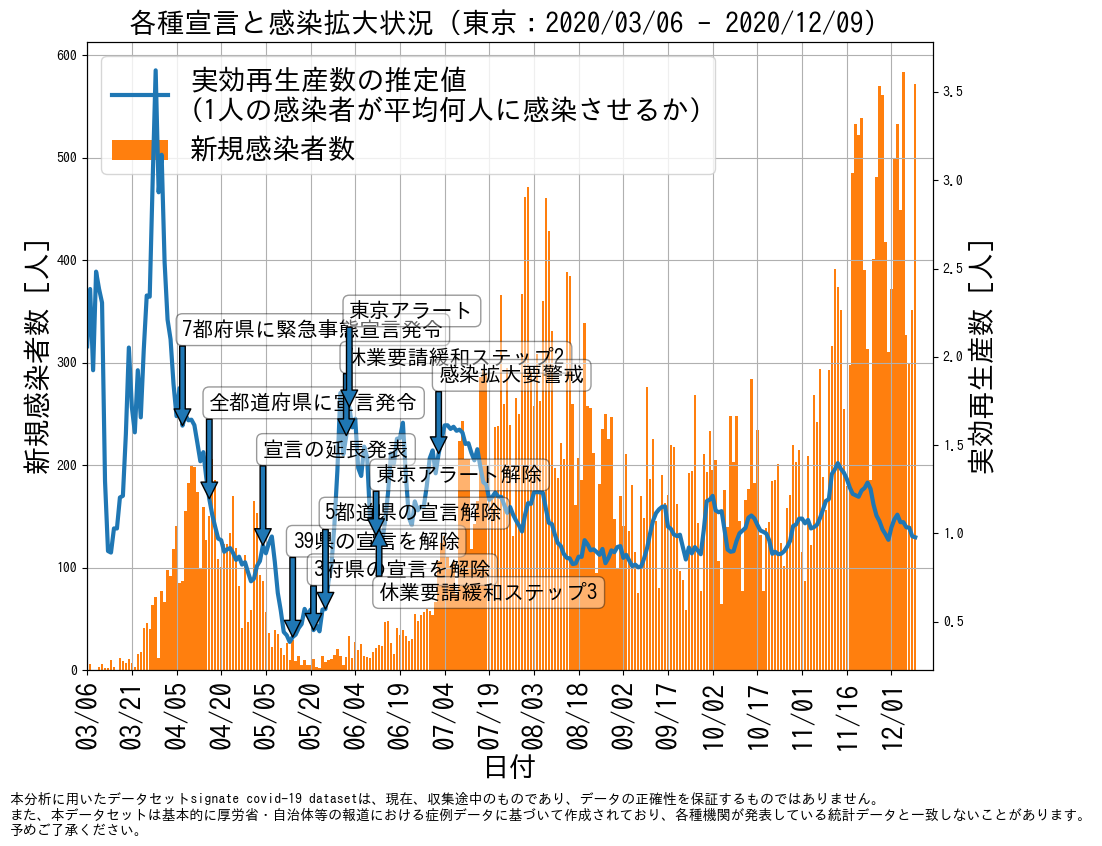 各種宣言と感染拡大状況 (東京：2020/03/06 - 2020/12/09)
実効再生産数の推定値
(1人の感染者が平均何人に感染させるか)
新規感染者数
新規感染者数 [人]
600
500
400
300
200
100
0
実効再生産数 [人]
3.5
3.0
2.5
2.0
1.5
1.0
0.5
東京アラート
7都府県に緊急事態宣言発令
休業要請緩和ステップ2
感染拡大要警戒
全都道府県に宣言発令
宣言の延長発表
東京アラート解除
5都道県の宣言解除
39県の宣言を解除
3府県の宣言を解除
休業要請緩和ステップ3
03/06
03/21
04/05
04/20
05/05
05/20
06/04
06/19
07/04
07/19
08/03
08/18
09/02
09/17
10/02
10/17
11/01
11/16
12/01
日付
本分析に用いたデータセットsignate covid-19 datasetは、現在、収集途中のものであり、データの正確性を保証するものではありません。
また、本データセットは基本的に厚労省・自治体等の報道における症例データに基づいて作成されており、各種機関が発表している統計データと一致しないことがあります。
予めご了承ください。